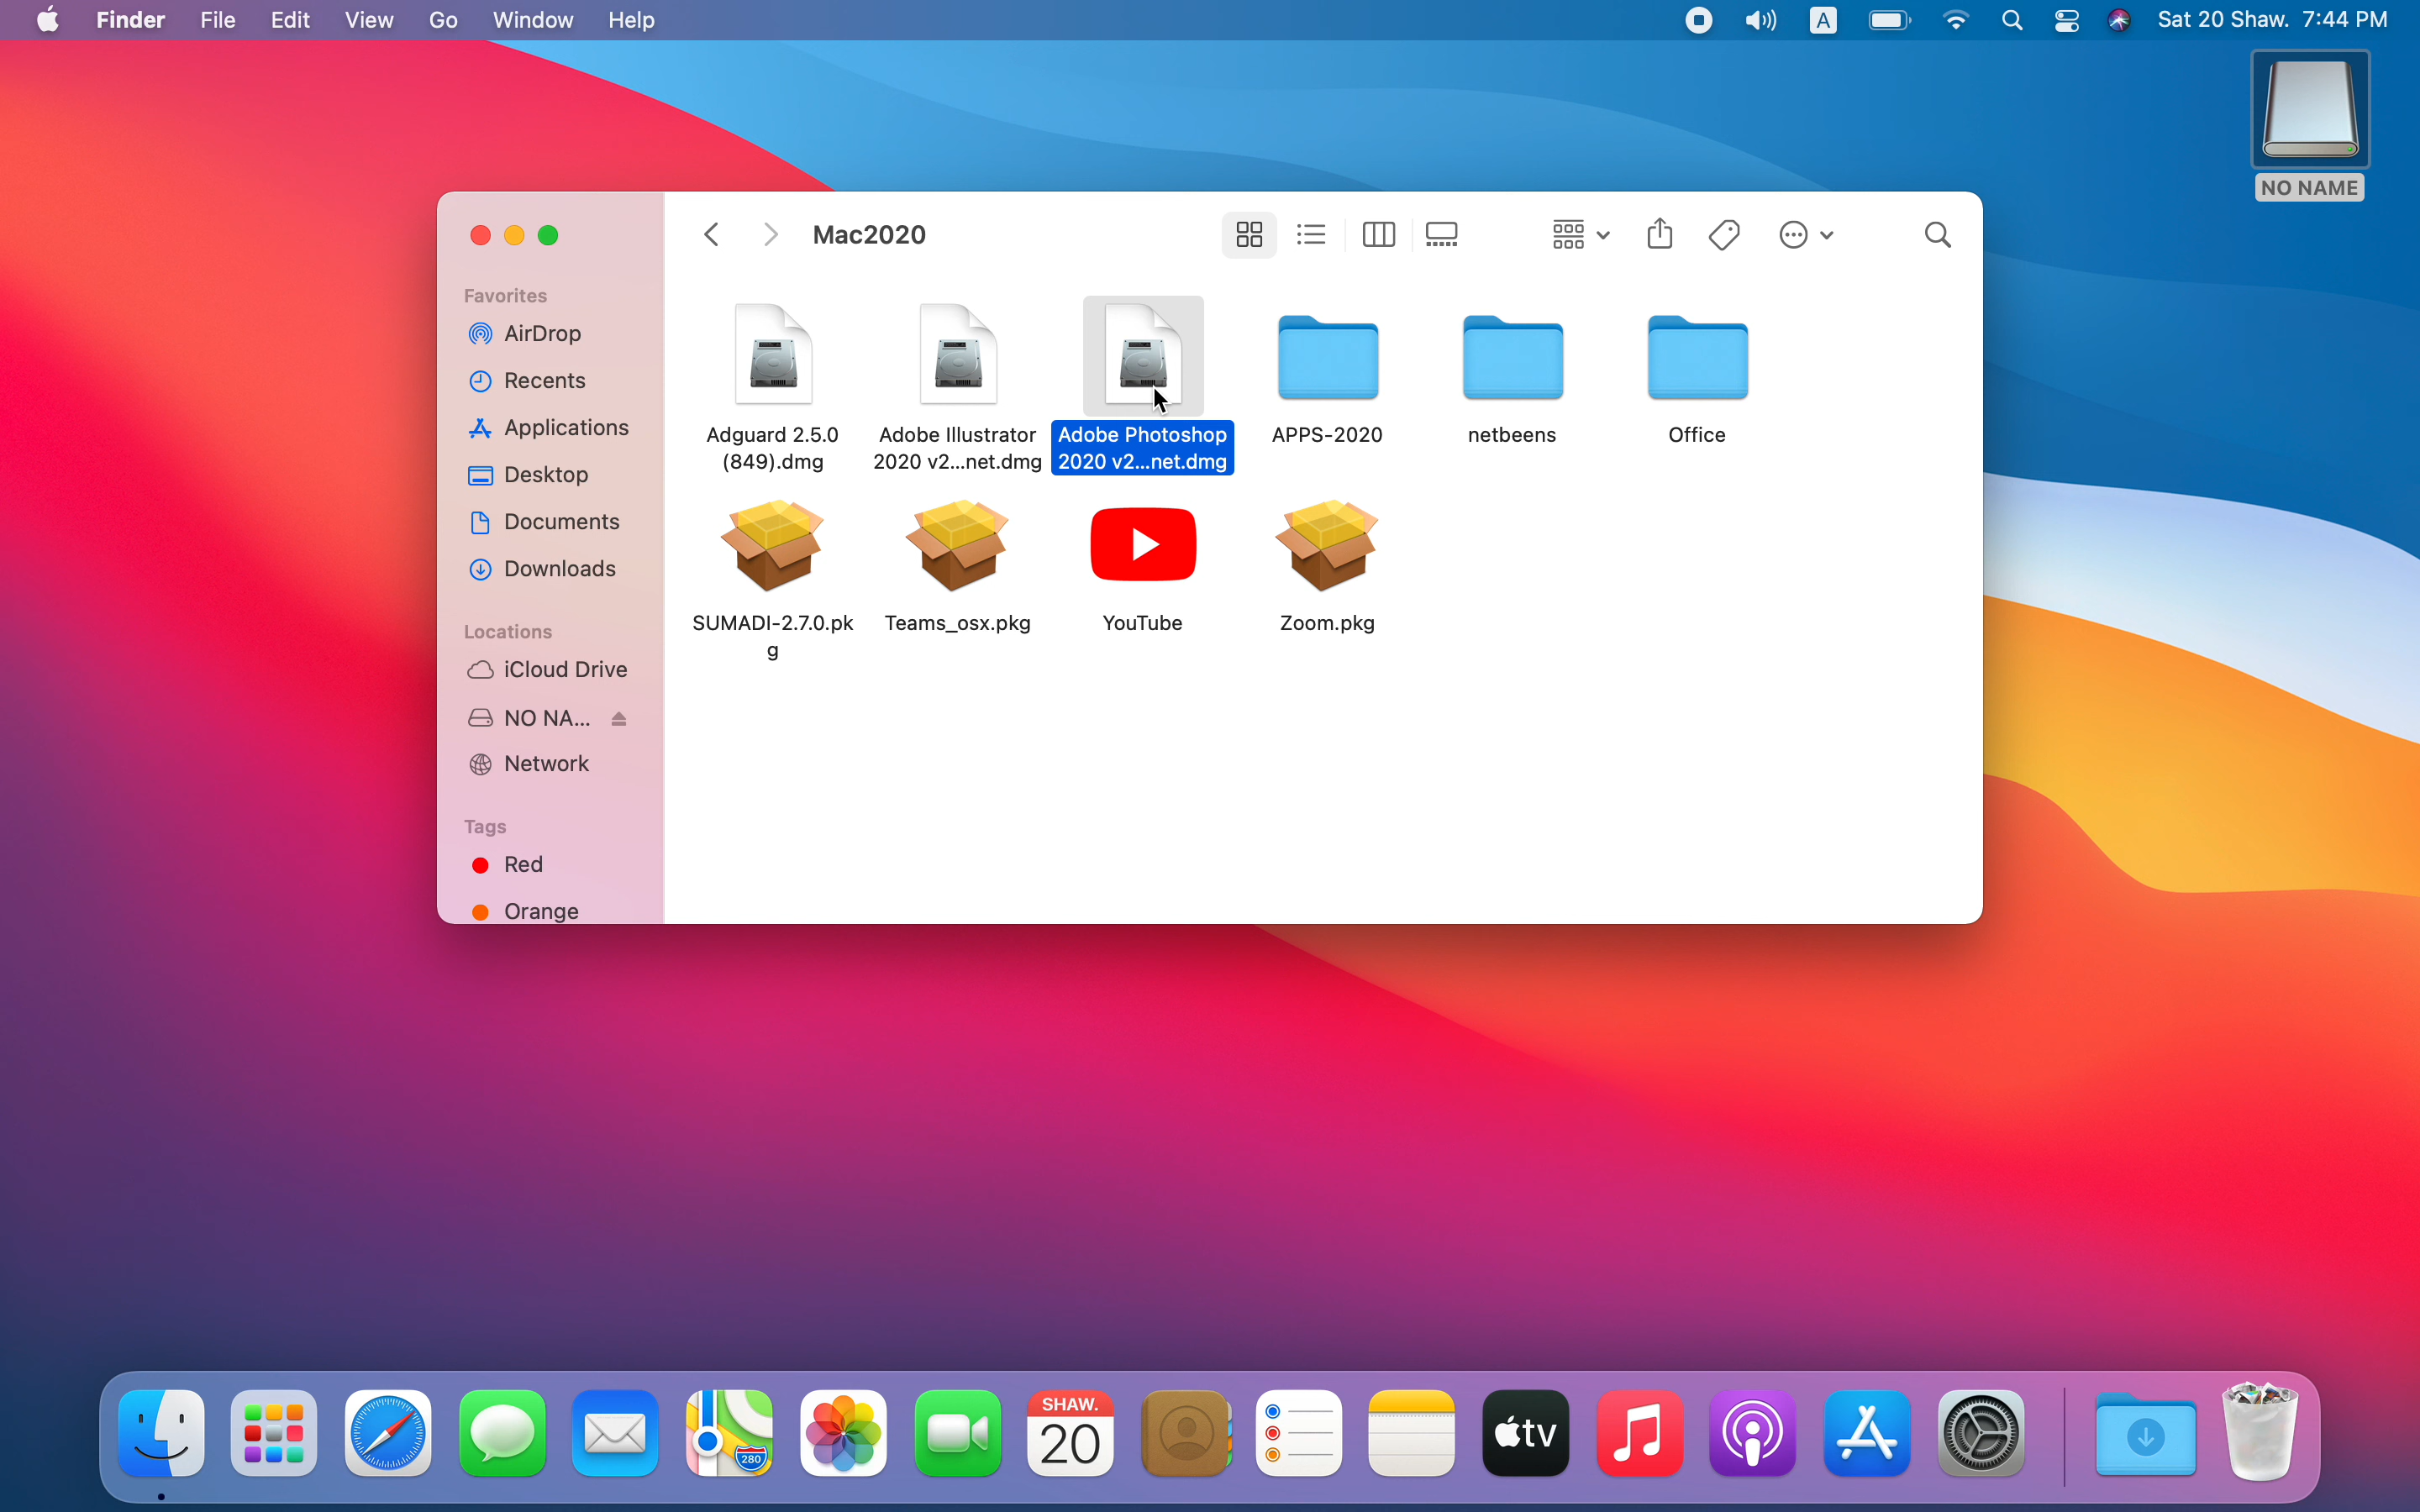 Finder File Edit View Go Window Help
A
Sat 20 Shaw. 7:44 PM
NO NAME
Mac2020
Favorites
AirDrop
Recents
Applications
Desktop
Documents
Downloads
Locations
iCloud Drive
NO NA...
Network
Tags
Red
Orange
Adguard 2.5.0
(849).dmg
Adobe Illustrator
2020 v2...net.dmg
Adobe Photoshop
2020 v2...net.dmg
APPS-2020
netbeens
Office
SUMADI-2.7.0.pk
g
Teams_osx.pkg
YouTube
Zoom.pkg
280
SHAW.
20
tv